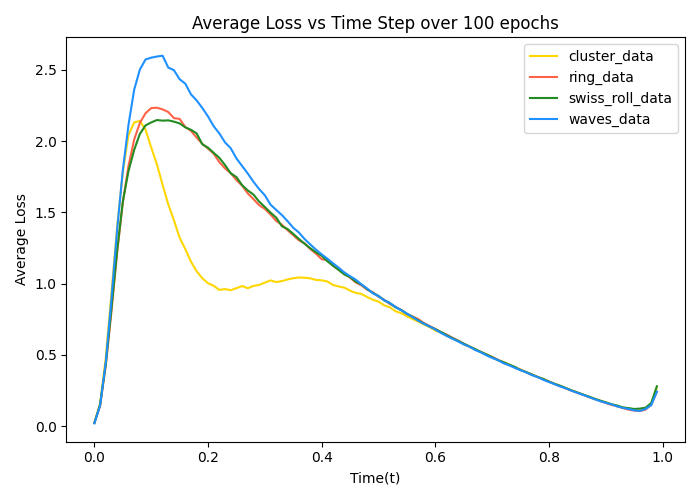 Average Loss vs Time Step over 100 epochs
cluster_data
ring_data
swiss_roll_data
waves_data
Average Loss
2.5
2.0
1.5
1.0
0.5
0.0
0.0 0.2 0.4 0.6 0.8 1.0
Time(t)